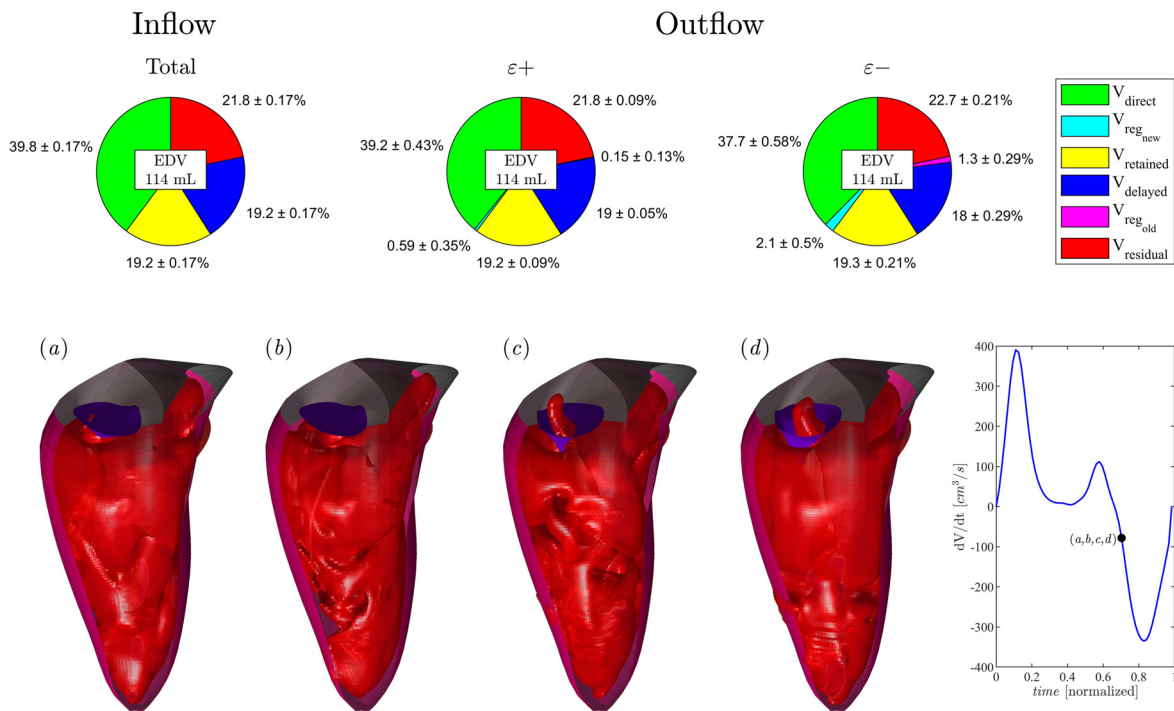 Inflow
Outflow
Total
ε+
ε−
21.8 ± 0.17%
39.8 ± 0.17%
EDV
114 mL
19.2 ± 0.17%
19.2 ± 0.17%
21.8 ± 0.09%
39.2 ± 0.43%
EDV
114 mL
0.15 ± 0.13%
19 ± 0.05%
0.59 ± 0.35%
19.2 ± 0.09%
22.7 ± 0.21%
37.7 ± 0.58%
EDV
114 mL
1.3 ± 0.29%
18 ± 0.29%
2.1 ± 0.5%
19.3 ± 0.21%
V_direct
V_reg_new
V_retained
V_delayed
V_reg_old
V_residual
(a)
(b)
(c)
(d)
400
300
200
100
0
-100
-200
-300
-400
dV/dt [cm³/s]
(a,b,c,d)
0 0.2 0.4 0.6 0.8 1
time [normalized]